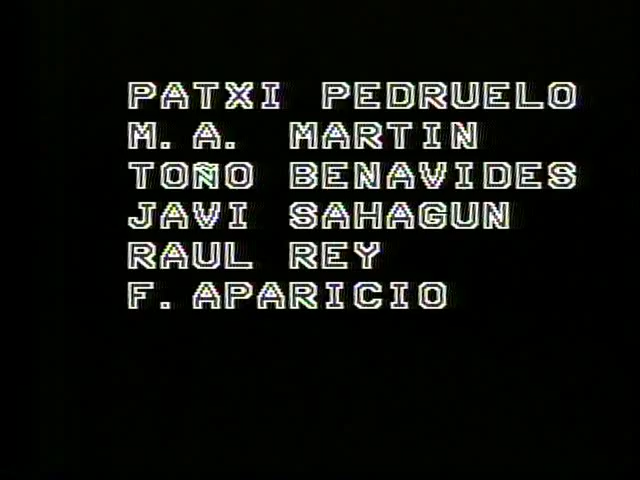 PATXI PEDRUELO
M. A. MARTIN
TOÑO BENAVIDES
JAVI SAHAGUN
RAUL REY
F. APARICIO